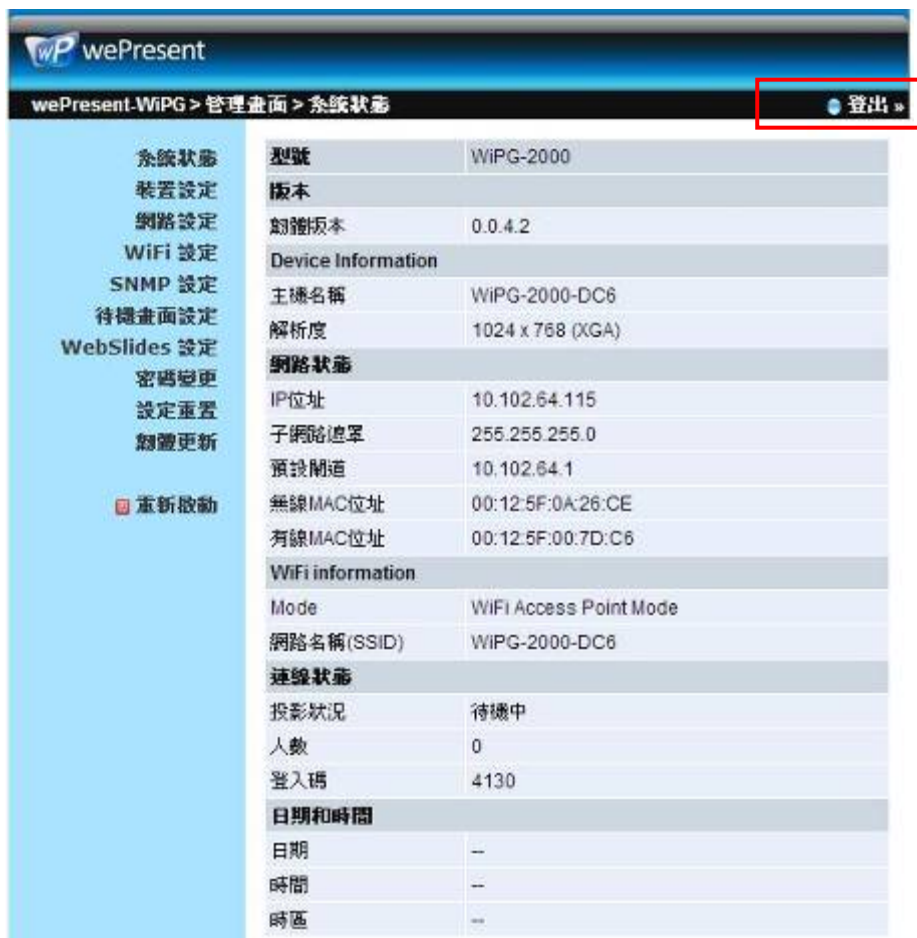 wP wePresent
wePresent-WiPG > 管理畫面 > 系統狀態
登出 »
系統狀態
裝置設定
網路設定
WiFi 設定
SNMP 設定
待機畫面設定
WebSlides 設定
密碼變更
設定重置
韌體更新
重新啟動
型號 WiPG-2000
版本
韌體版本 0.0.4.2
Device Information
主機名稱 WiPG-2000-DC6
解析度 1024 x 768 (XGA)
網路狀態
IP位址 10.102.64.115
子網路遮罩 255.255.255.0
預設閘道 10.102.64.1
無線MAC位址 00:12:5F:0A:26:CE
有線MAC位址 00:12:5F:00:7D:C6
WiFi information
Mode WiFi Access Point Mode
網路名稱(SSID) WiPG-2000-DC6
連線狀態
投影狀況 待機中
人數 0
登入碼 4130
日期和時間
日期 --
時間 --
時區 --